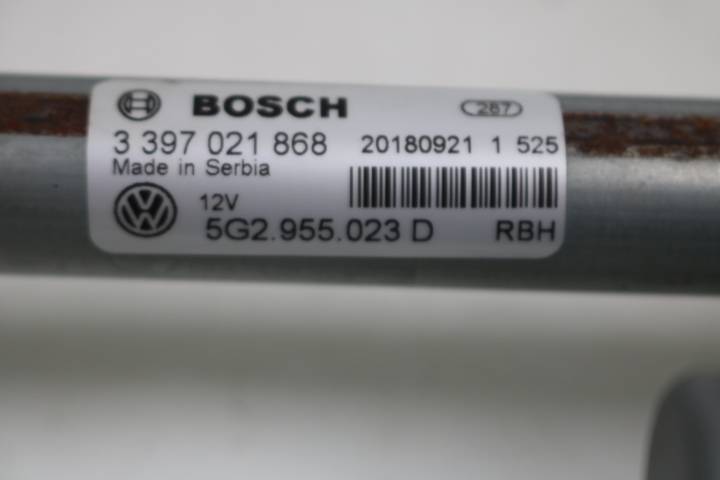 BOSCH 287
3 397 021 868 20180921 1 525
Made in Serbia
12V
5G2.955.023 D RBH